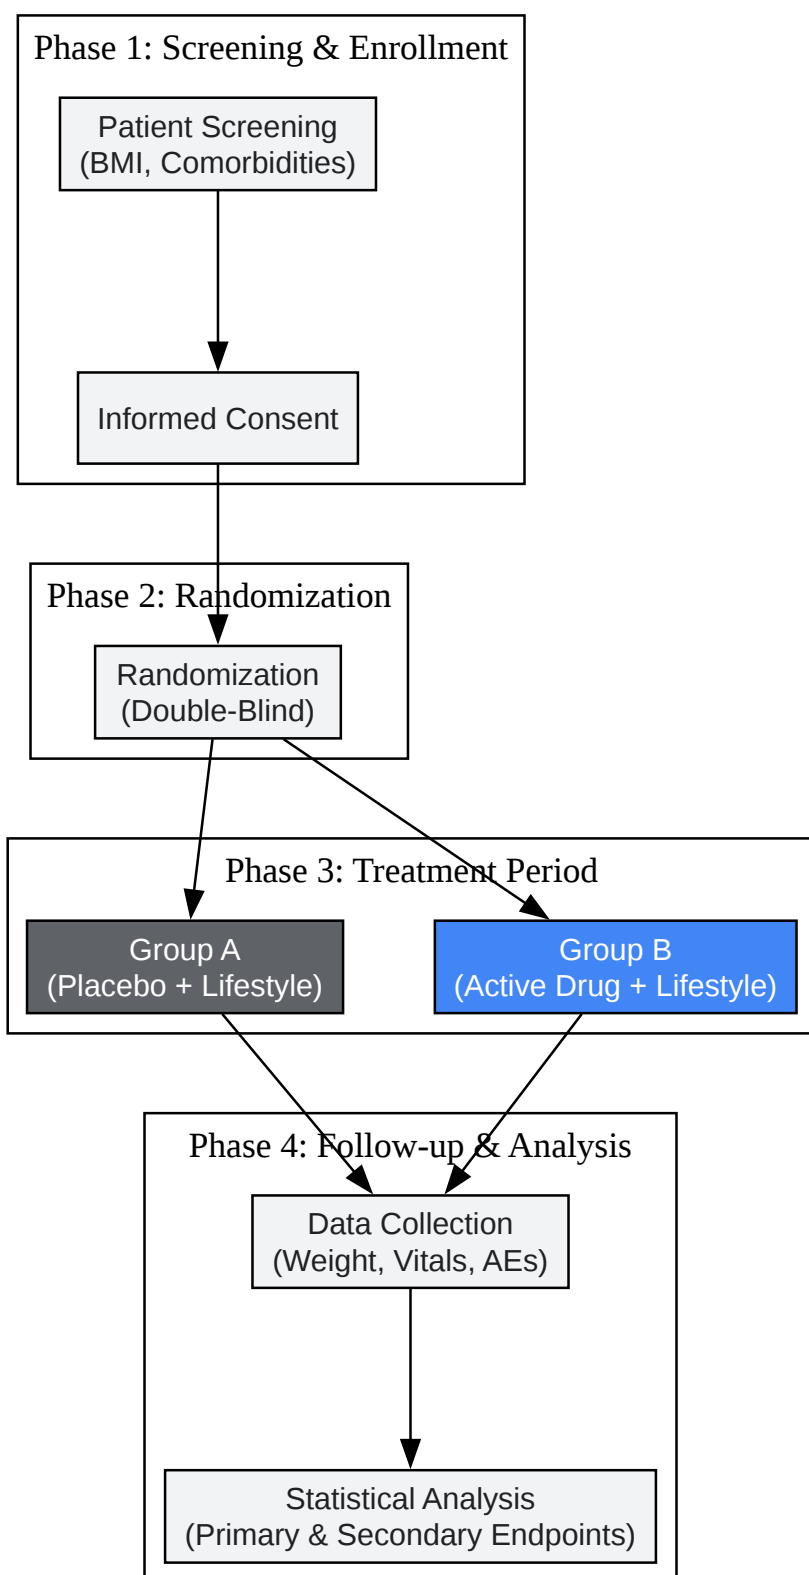 Phase 1: Screening & Enrollment
Patient Screening
(BMI, Comorbidities)
Informed Consent
Phase 2: Randomization
Randomization
(Double-Blind)
Phase 3: Treatment Period
Group A
(Placebo + Lifestyle)
Group B
(Active Drug + Lifestyle)
Phase 4: Follow-up & Analysis
Data Collection
(Weight, Vitals, AEs)
Statistical Analysis
(Primary & Secondary Endpoints)